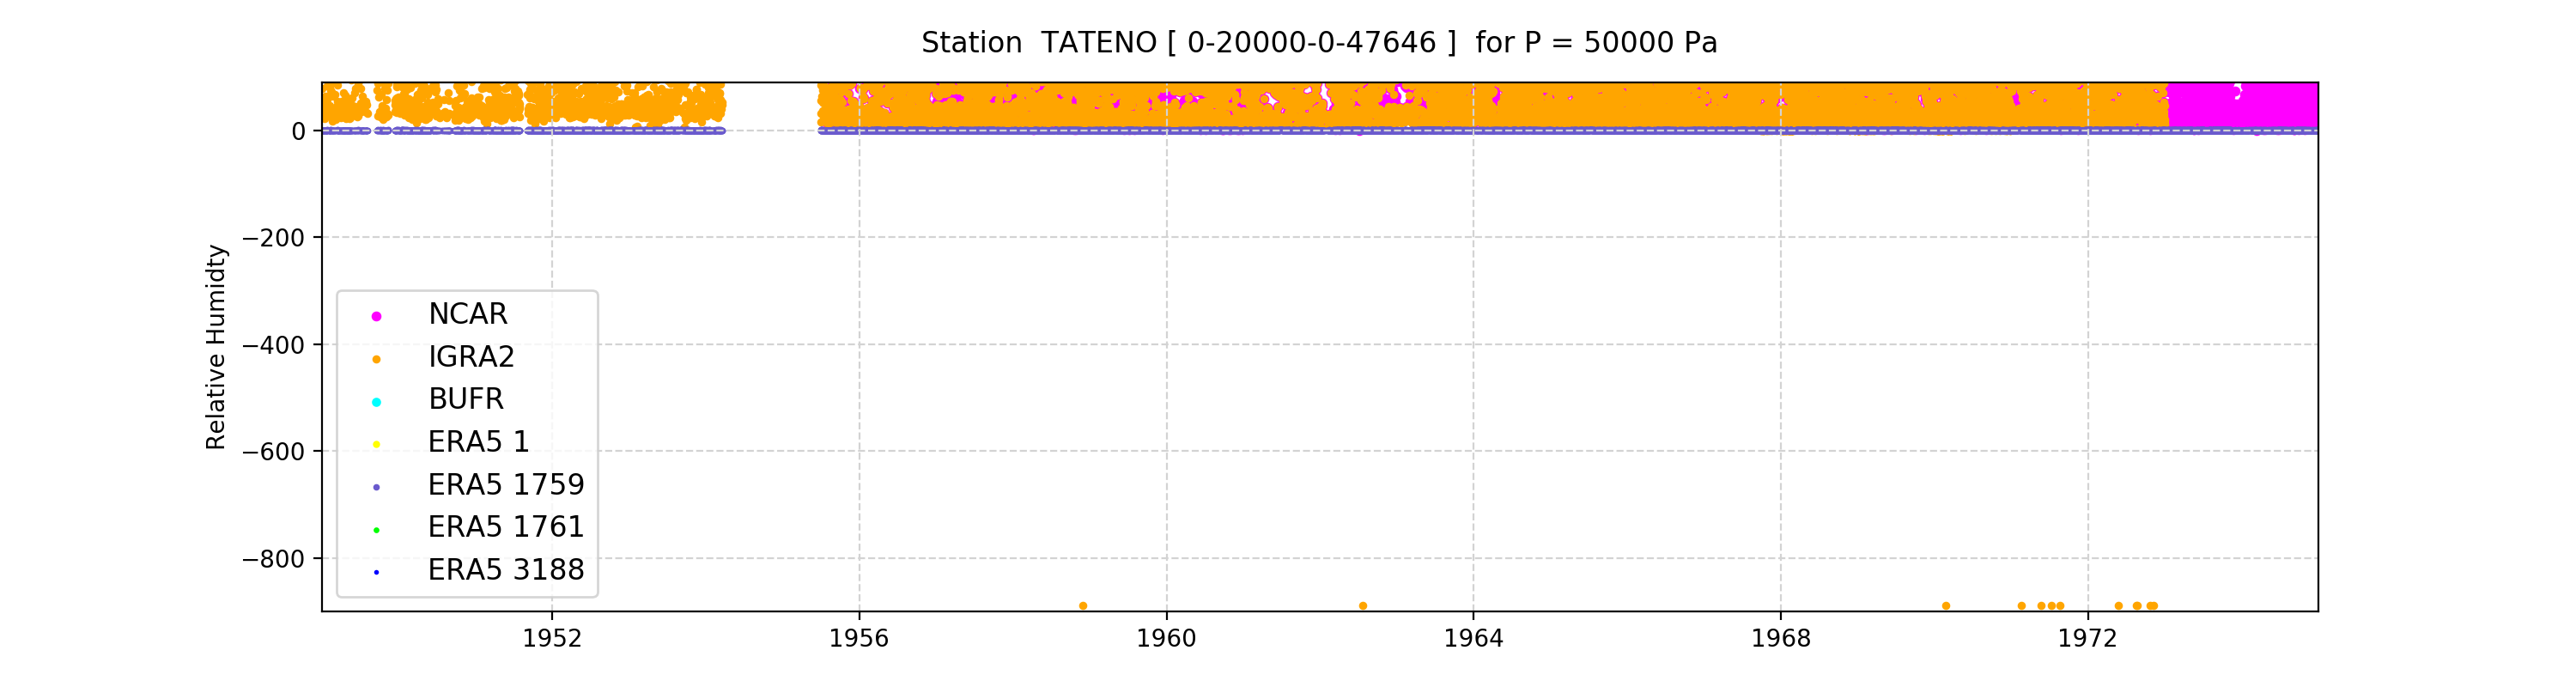 Station  TATENO [ 0-20000-0-47646 ]  for P = 50000 Pa
Relative Humidty
0
−200
−400
−600
−800
NCAR
IGRA2
BUFR
ERA5 1
ERA5 1759
ERA5 1761
ERA5 3188
1952 1956 1960 1964 1968 1972